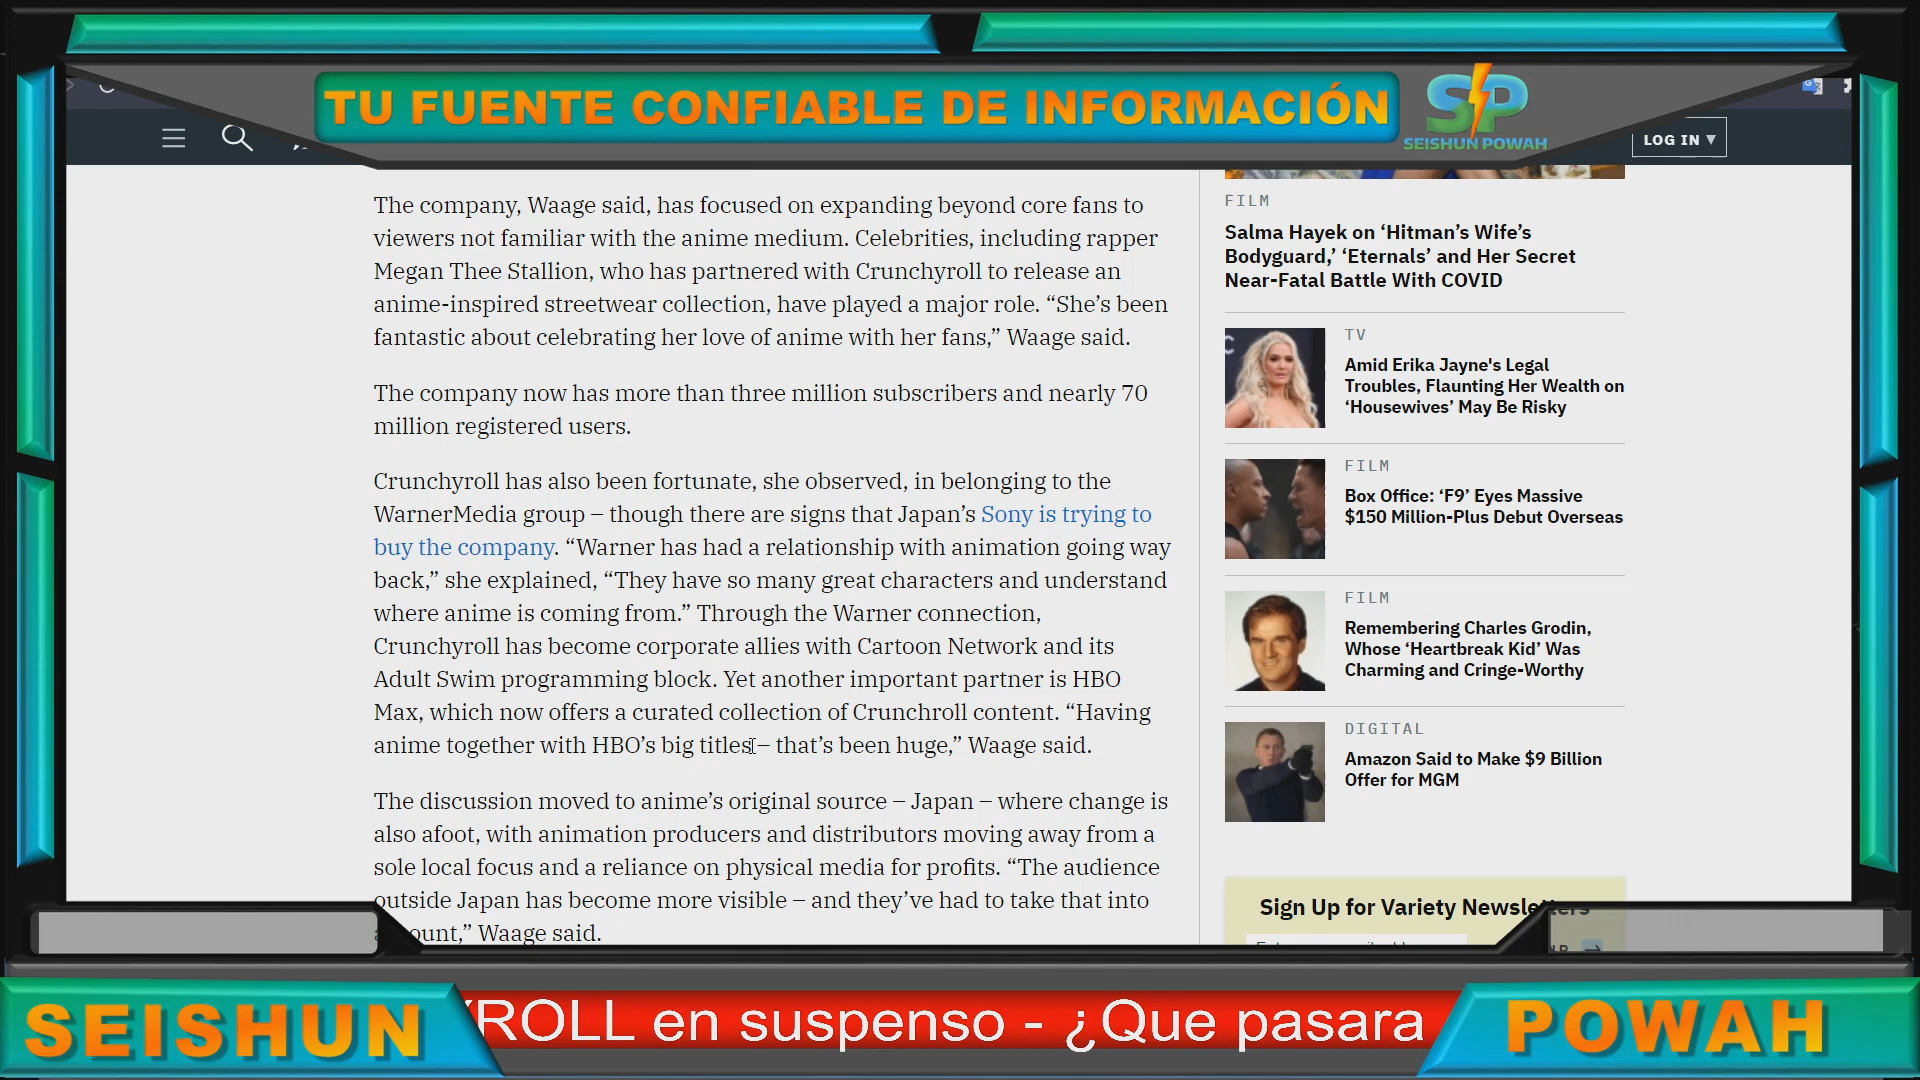 TU FUENTE CONFIABLE DE INFORMACIÓN
SP
SEISHUN POWAH
LOG IN
The company, Waage said, has focused on expanding beyond core fans to
viewers not familiar with the anime medium. Celebrities, including rapper
Megan Thee Stallion, who has partnered with Crunchyroll to release an
anime-inspired streetwear collection, have played a major role. “She’s been
fantastic about celebrating her love of anime with her fans,” Waage said.
The company now has more than three million subscribers and nearly 70
million registered users.
Crunchyroll has also been fortunate, she observed, in belonging to the
WarnerMedia group – though there are signs that Japan’s Sony is trying to
buy the company. “Warner has had a relationship with animation going way
back,” she explained, “They have so many great characters and understand
where anime is coming from.” Through the Warner connection,
Crunchyroll has become corporate allies with Cartoon Network and its
Adult Swim programming block. Yet another important partner is HBO
Max, which now offers a curated collection of Crunchroll content. “Having
anime together with HBO’s big titles – that’s been huge,” Waage said.
The discussion moved to anime’s original source – Japan – where change is
also afoot, with animation producers and distributors moving away from a
sole local focus and a reliance on physical media for profits. “The audience
outside Japan has become more visible – and they’ve had to take that into
ount,” Waage said.
FILM
Salma Hayek on ‘Hitman’s Wife’s
Bodyguard,’ ‘Eternals’ and Her Secret
Near-Fatal Battle With COVID
TV
Amid Erika Jayne's Legal
Troubles, Flaunting Her Wealth on
‘Housewives’ May Be Risky
FILM
Box Office: ‘F9’ Eyes Massive
$150 Million-Plus Debut Overseas
FILM
Remembering Charles Grodin,
Whose ‘Heartbreak Kid’ Was
Charming and Cringe-Worthy
DIGITAL
Amazon Said to Make $9 Billion
Offer for MGM
Sign Up for Variety Newsletters
SEISHUN
ROLL en suspenso - ¿Que pasara
POWAH